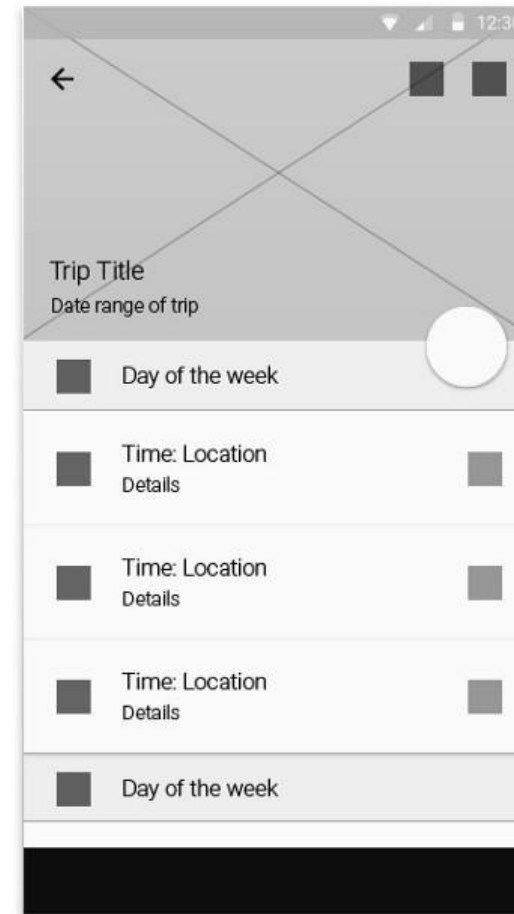 12:30
Trip Title
Date range of trip
Day of the week
Time: Location
Details
Time: Location
Details
Time: Location
Details
Day of the week